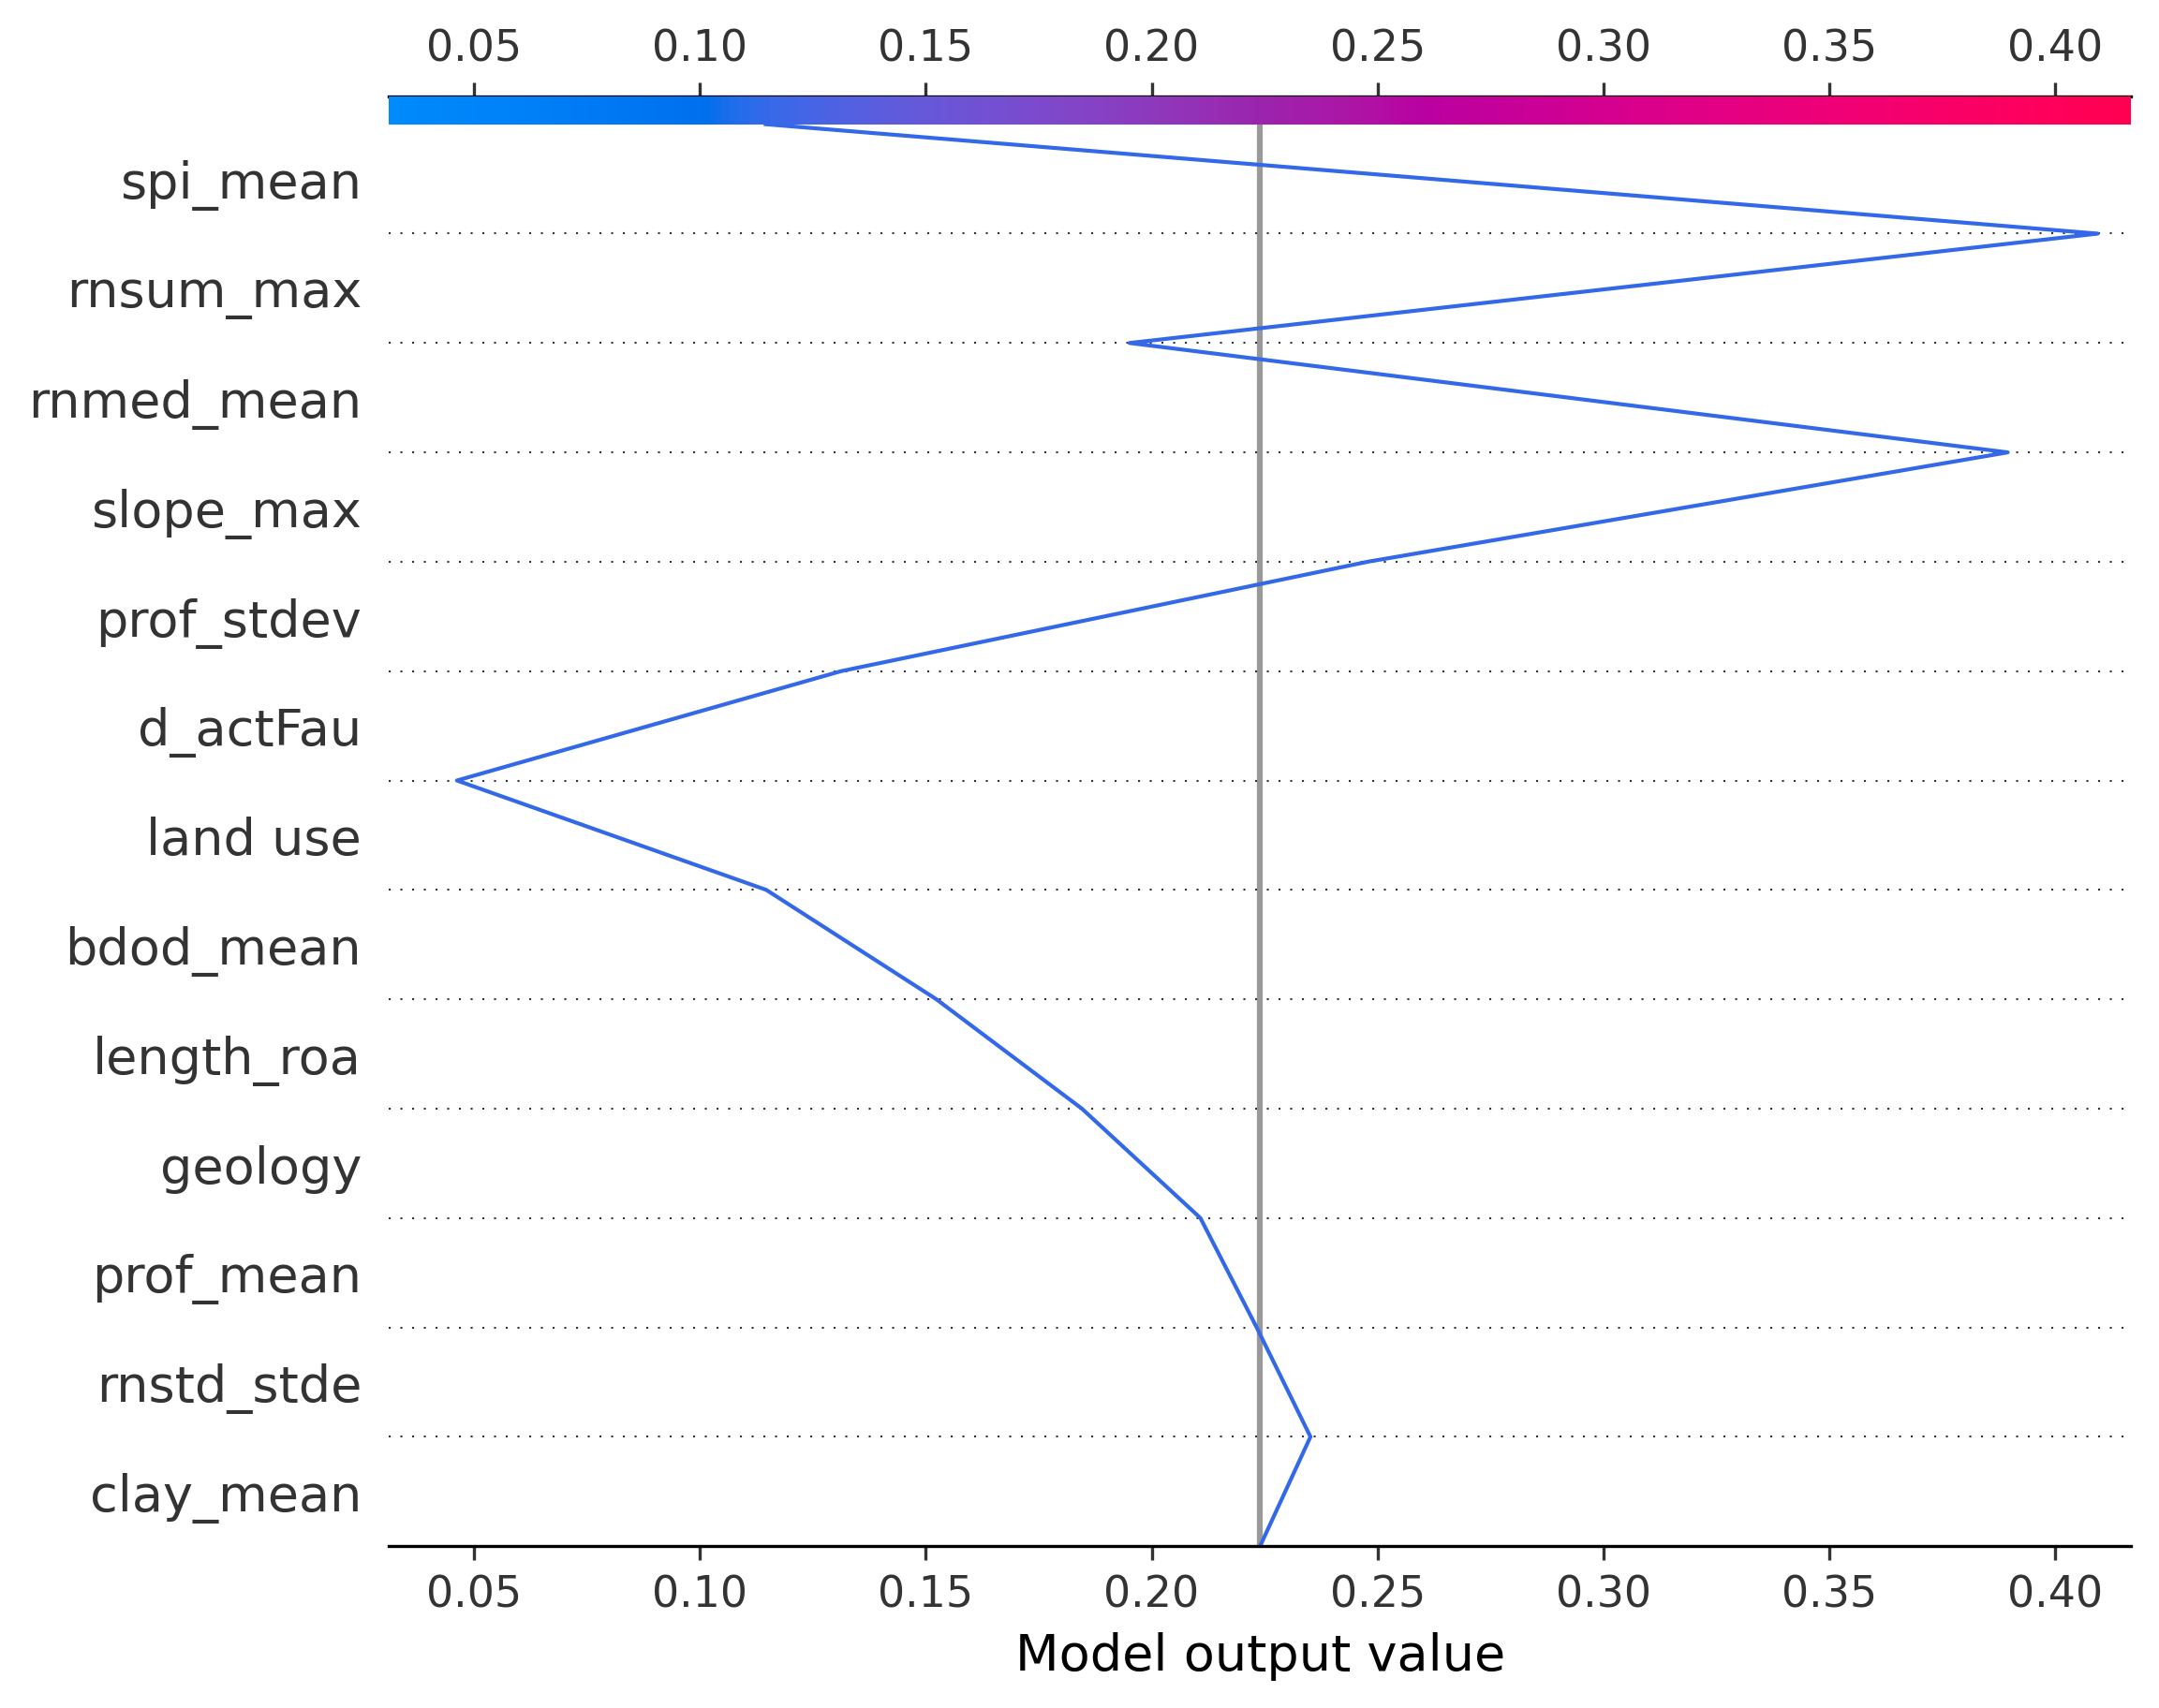 0.05 0.10 0.15 0.20 0.25 0.30 0.35 0.40
spi_mean
rnsum_max
rnmed_mean
slope_max
prof_stdev
d_actFau
land use
bdod_mean
length_roa
geology
prof_mean
rnstd_stde
clay_mean
0.05 0.10 0.15 0.20 0.25 0.30 0.35 0.40
Model output value